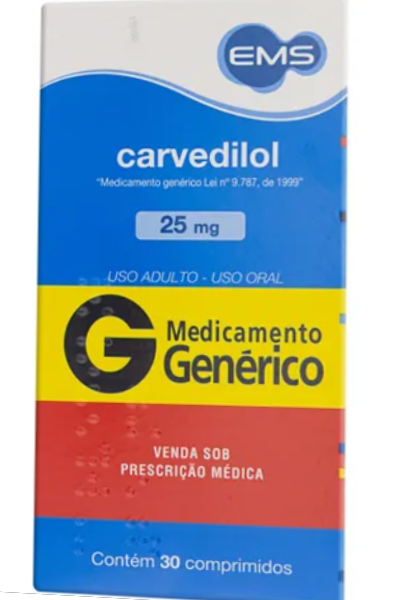 EMS
carvedilol
"Medicamento genérico Lei nº 9.787, de 1999"
25 mg
USO ADULTO - USO ORAL
G Medicamento
Genérico
VENDA SOB
PRESCRIÇÃO MÉDICA
Contém 30 comprimidos